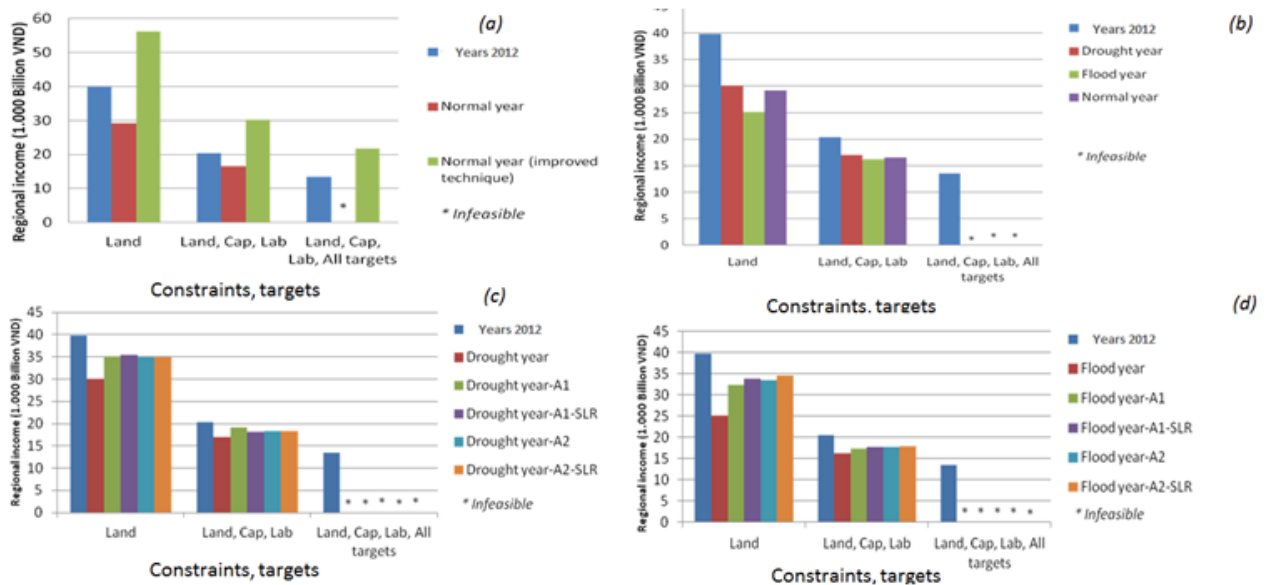 (a)
Regional income (1.000 Billion VND)
60
50
40
30
20
10
0
*
Land
Land, Cap, Lab
Land, Cap,
Lab, All targets
Constraints, targets
Years 2012
Normal year
Normal year (improved
technique)
* Infeasible
(b)
Regional income (1.000 Billion VND)
40
35
30
25
20
15
10
5
0
* * *
Land
Land, Cap, Lab
Land, Cap, Lab, All
targets
Constraints, targets
Years 2012
Drought year
Flood year
Normal year
* Infeasible
(c)
Regional income (1.000 Billion VND)
45
40
35
30
25
20
15
10
5
0
* * * * *
Land
Land, Cap, Lab
Land, Cap, Lab, All
targets
Constraints, targets
Years 2012
Drought year
Drought year-A1
Drought year-A1-SLR
Drought year-A2
Drought year-A2-SLR
* Infeasible
(d)
Regional income (1.000 Billion VND)
45
40
35
30
25
20
15
10
5
0
* * * * *
Land
Land, Cap, Lab
Land, Cap, Lab, All
targets
Constraints, targets
Years 2012
Flood year
Flood year-A1
Flood year-A1-SLR
Flood year-A2
Flood year-A2-SLR
* Infeasible